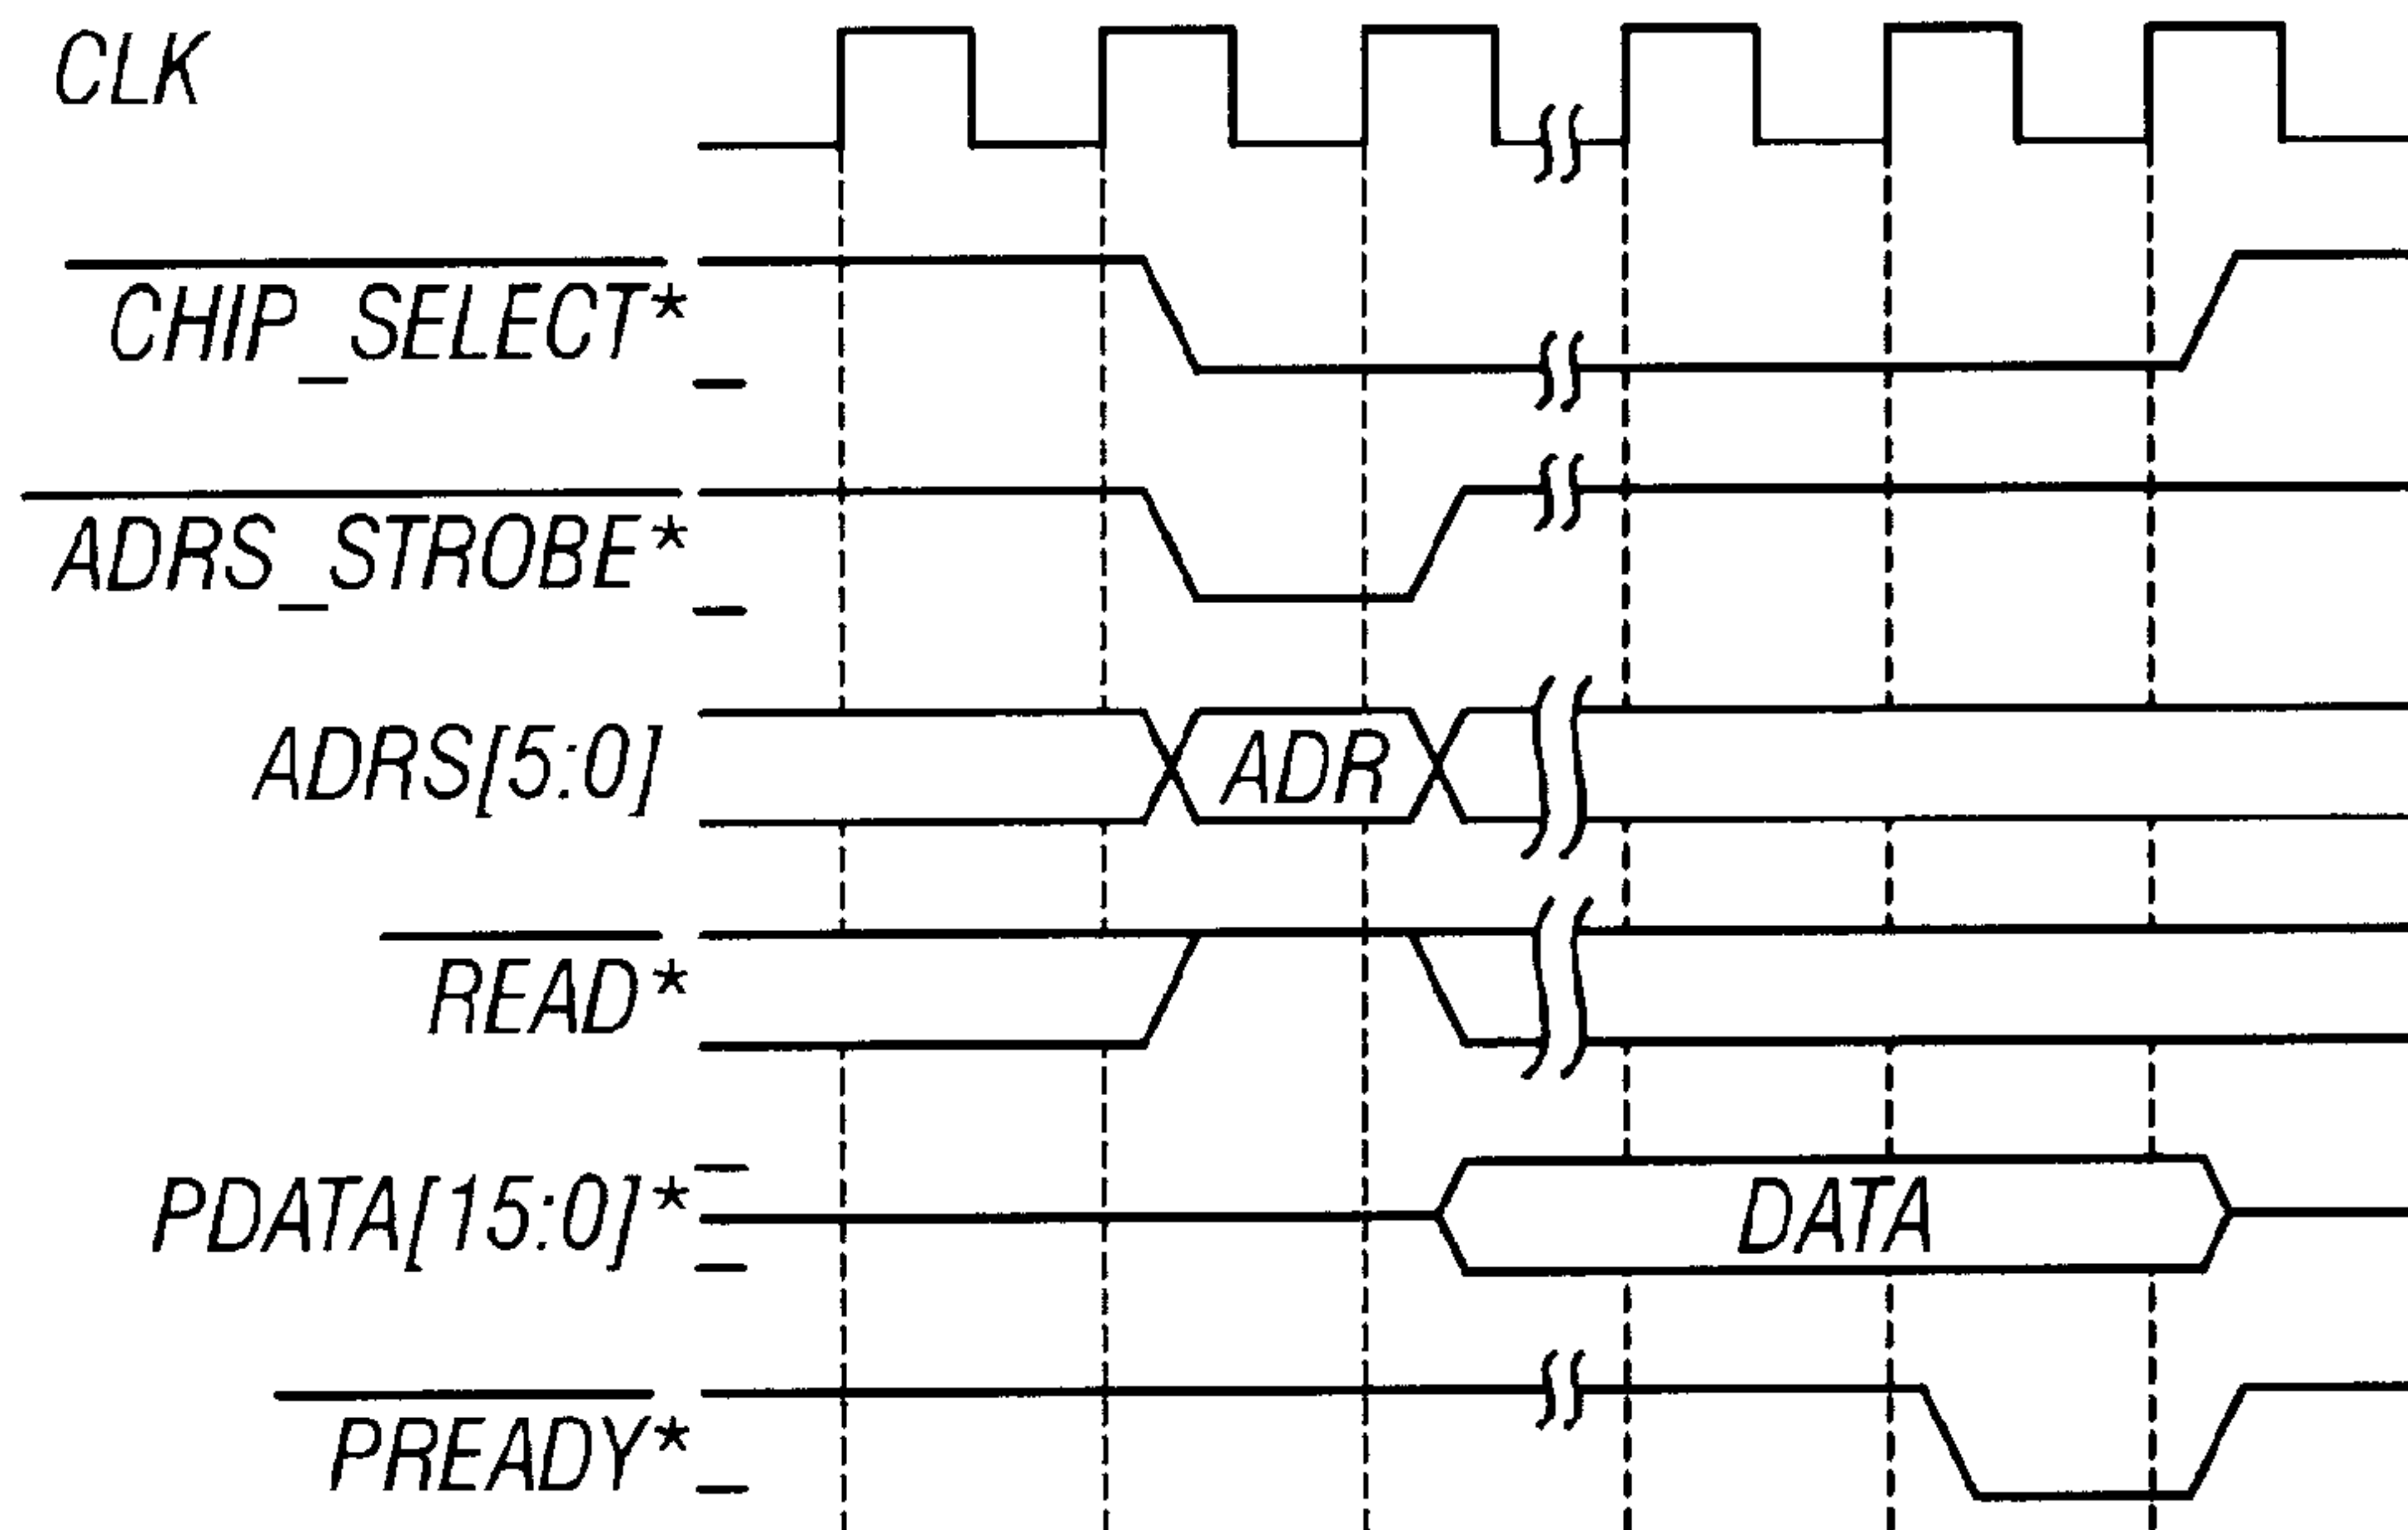 CLK
CHIP_SELECT*
ADRS_STROBE*
ADRS[5:0]
ADR
READ*
PDATA[15:0]*
DATA
PREADY*